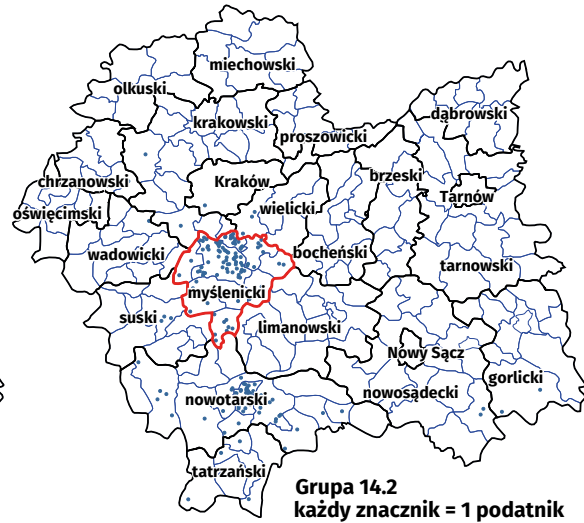 miechowski
olkuski
krakowski
dąbrowski
proszowicki
chrzanowski
Kraków
brzeski
Tarnów
oświęcimski
wielicki
wadowicki
bocheński
tarnowski
myślenicki
suski
limanowski
Nowy Sącz
gorlicki
nowotarski
nowosądecki
tatrzański
Grupa 14.2
każdy znacznik = 1 podatnik